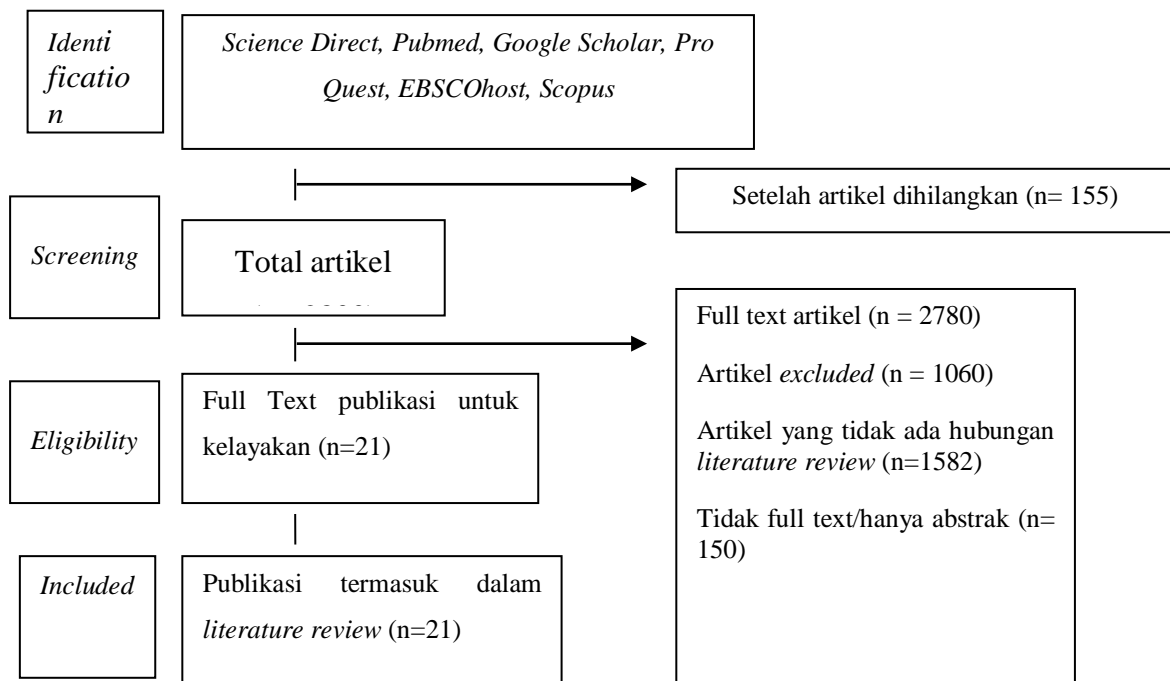 Identi
ficatio
n
Science Direct, Pubmed, Google Scholar, Pro
Quest, EBSCOhost, Scopus
Setelah artikel dihilangkan (n= 155)
Screening
Total artikel
Full text artikel (n = 2780)
Artikel excluded (n = 1060)
Artikel yang tidak ada hubungan
literature review (n=1582)
Tidak full text/hanya abstrak (n=
150)
Eligibility
Full Text publikasi untuk
kelayakan (n=21)
Included
Publikasi termasuk dalam
literature review (n=21)